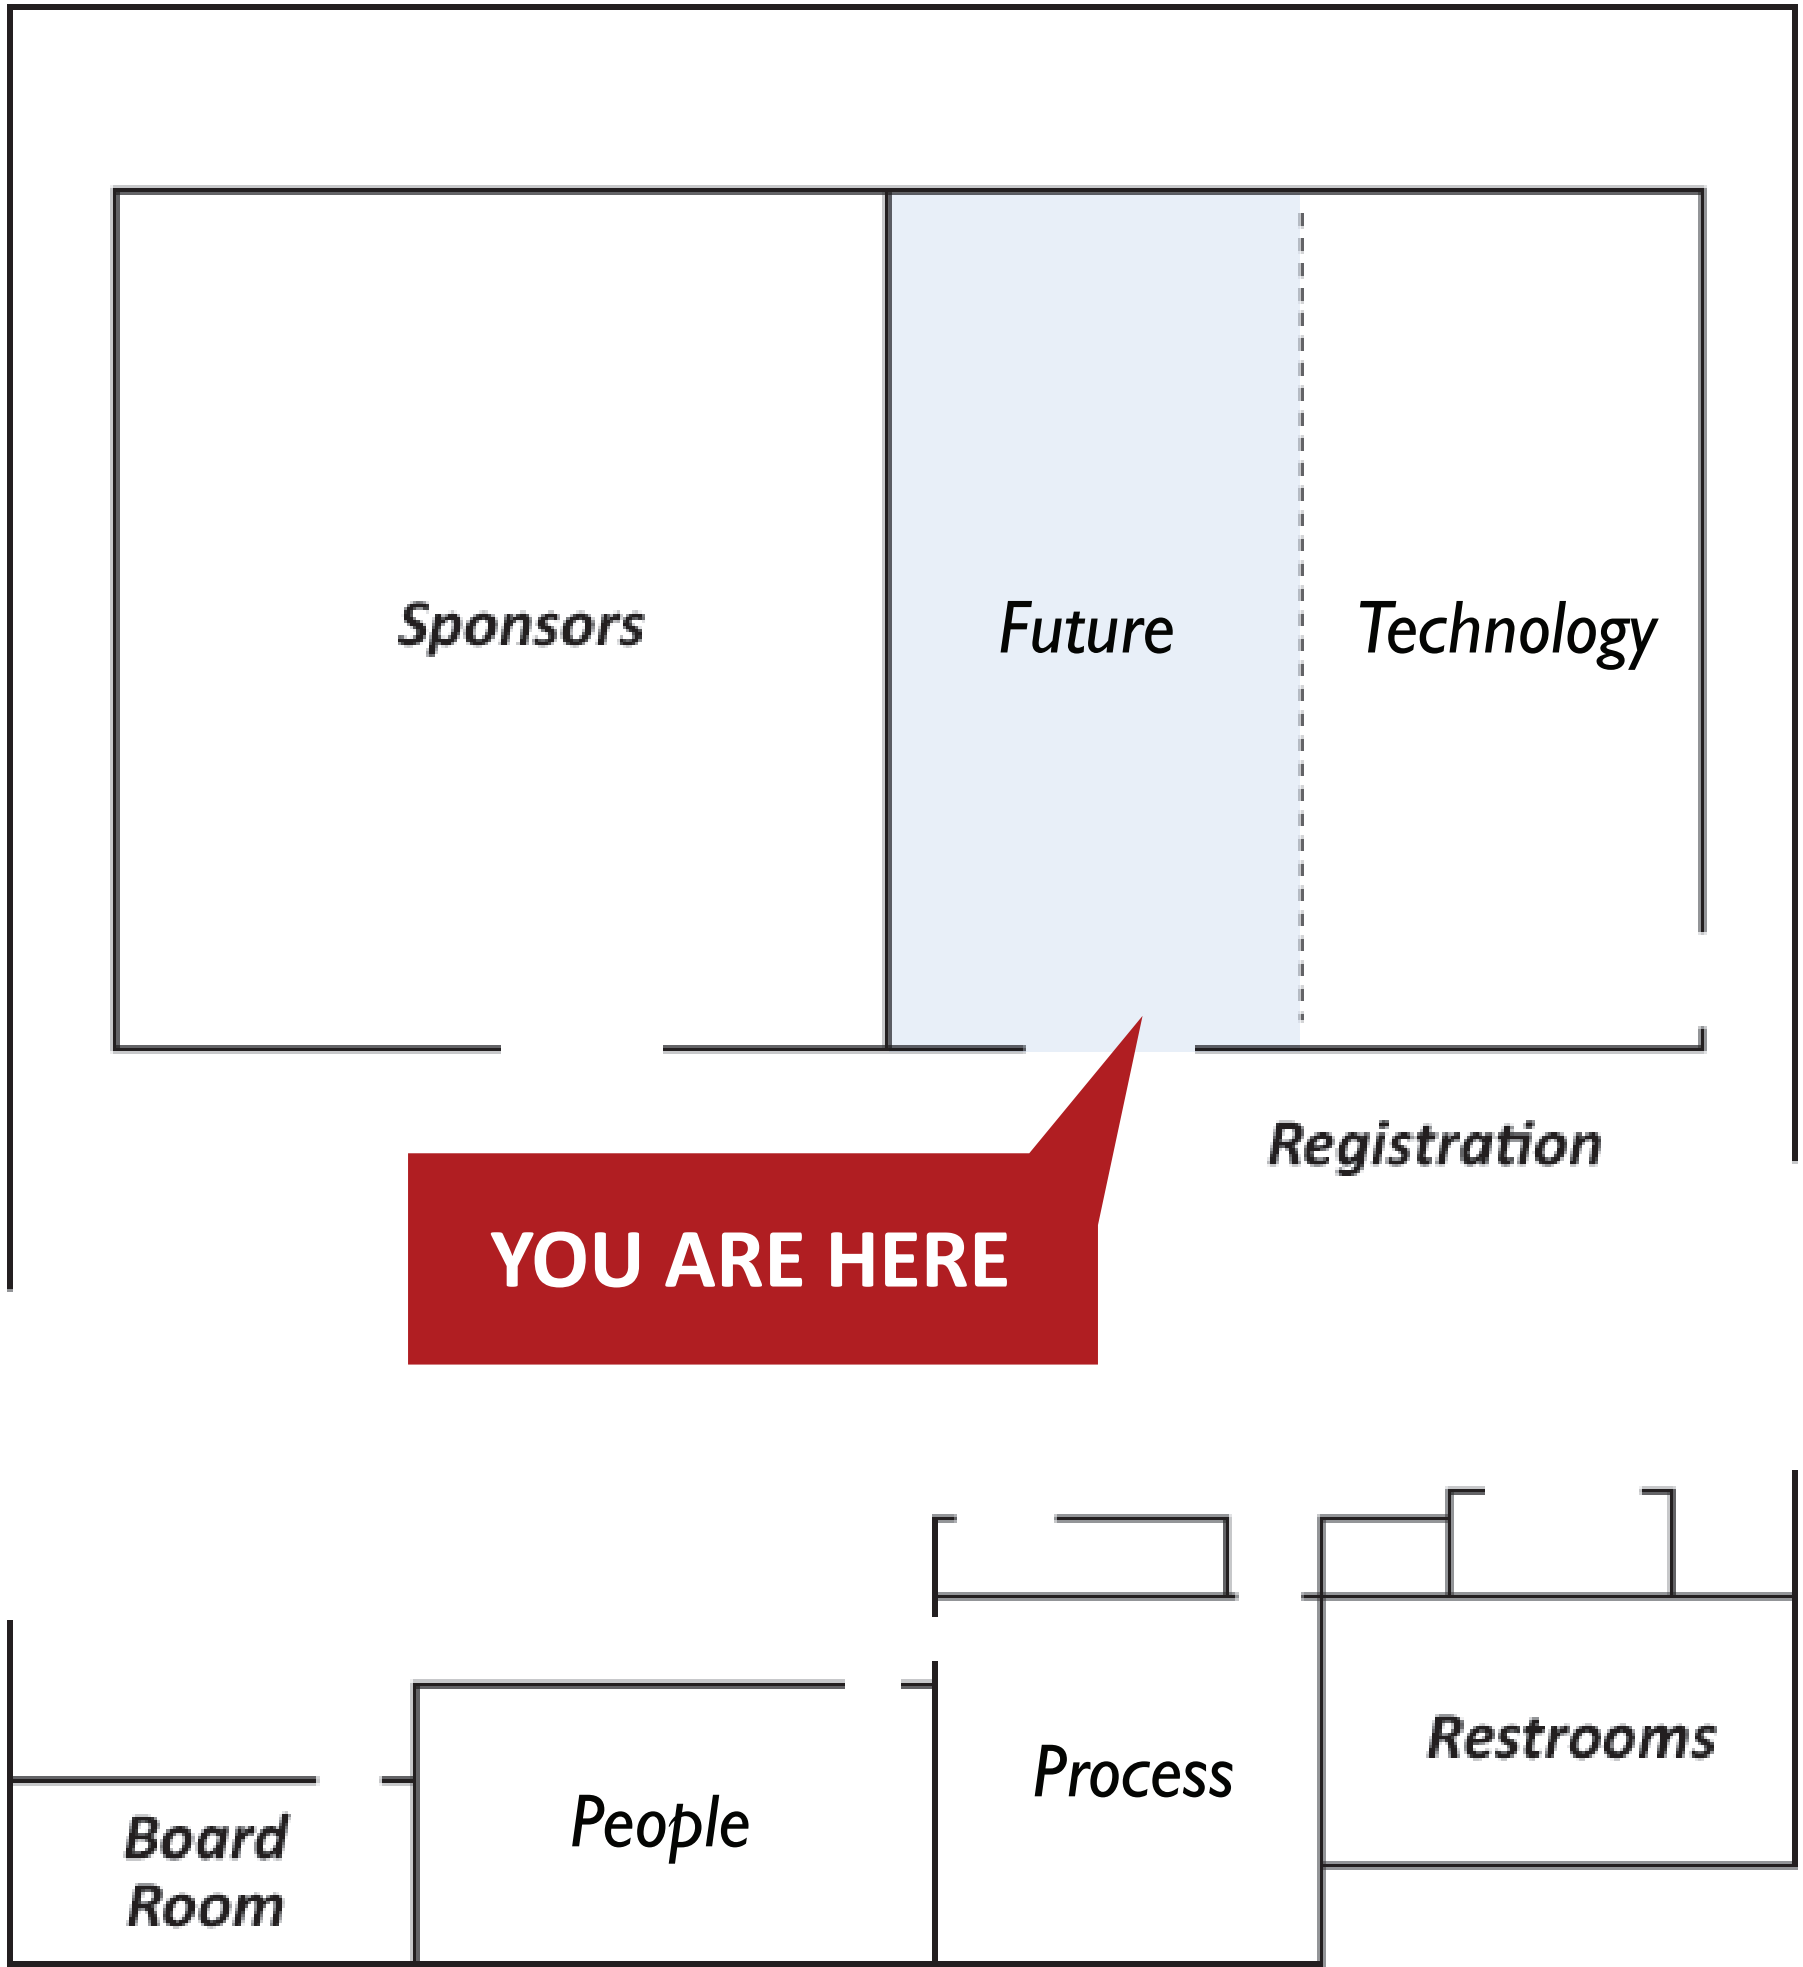 Sponsors
Future
Technology
Registration
YOU ARE HERE
Restrooms
Process
People
Board
Room